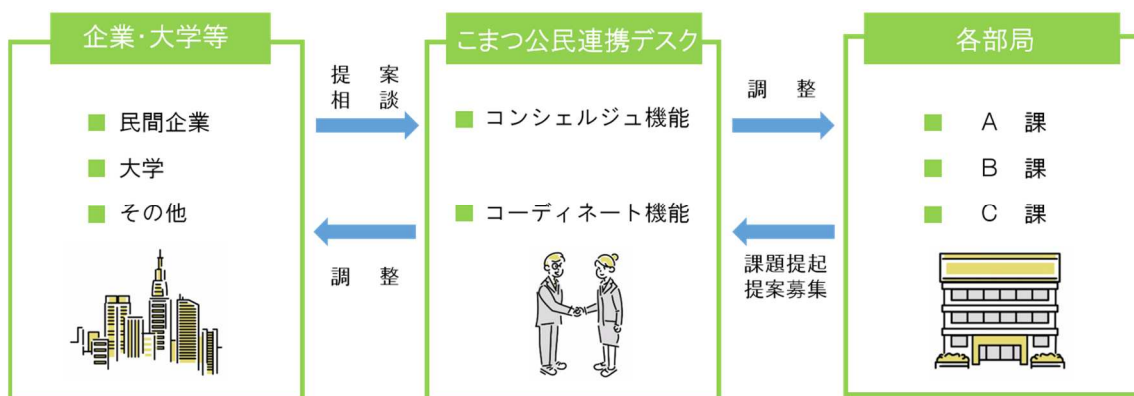 企業・大学等
民間企業
大学
その他
提 案
相 談
調 整
こまつ公民連携デスク
コンシェルジュ機能
コーディネート機能
調 整
課題提起
提案募集
各部局
A 課
B 課
C 課